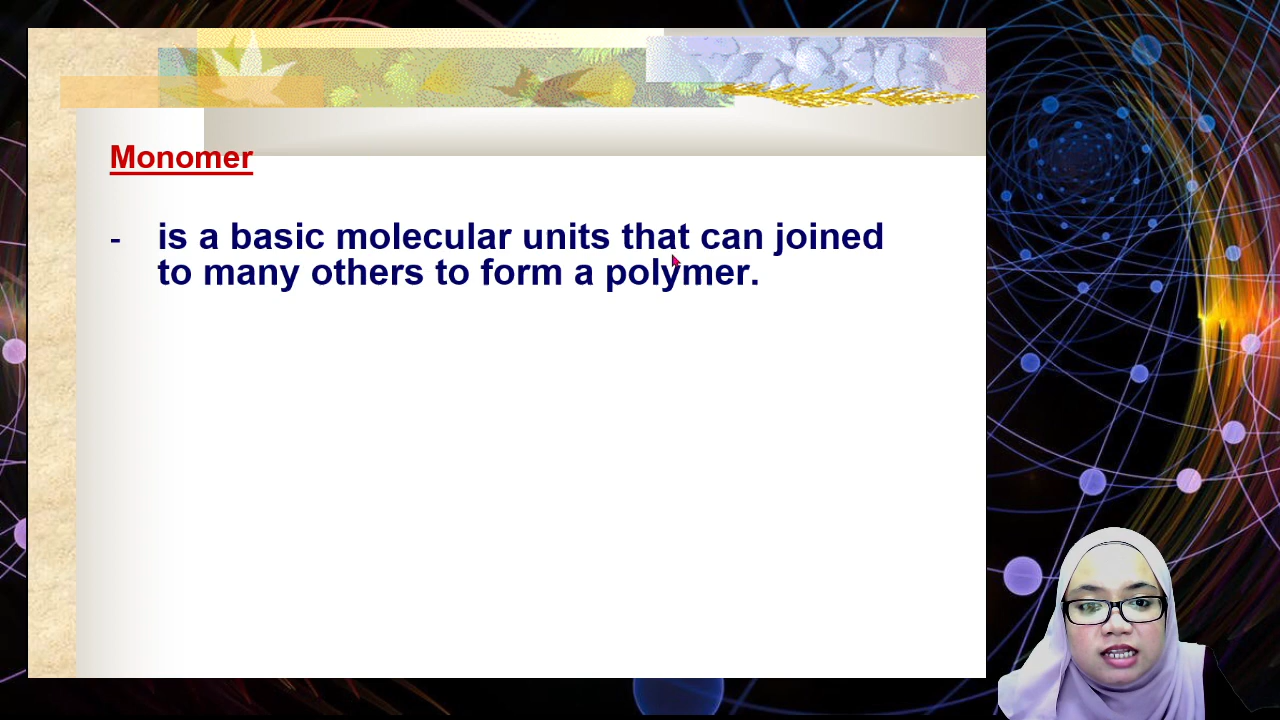 Monomer
- is a basic molecular units that can joined
to many others to form a polymer.